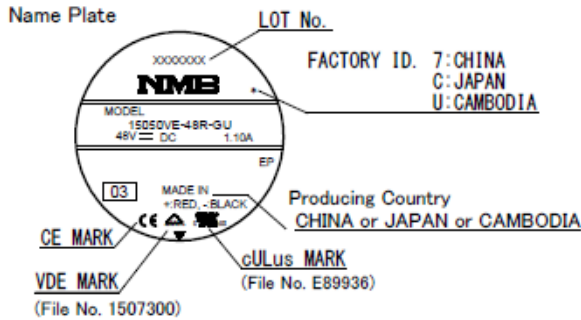 Name Plate
LOT No.
XXXXXXX
NMB
*
FACTORY ID. 7:CHINA
C:JAPAN
U:CAMBODIA
MODEL
15050VE-48R-GU
48V DC 1.10A
EP
03
MADE IN
+:RED, -:BLACK
Producing Country
CHINA or JAPAN or CAMBODIA
CE
CE MARK
cULus MARK
(File No. E89936)
VDE MARK
(File No. 1507300)